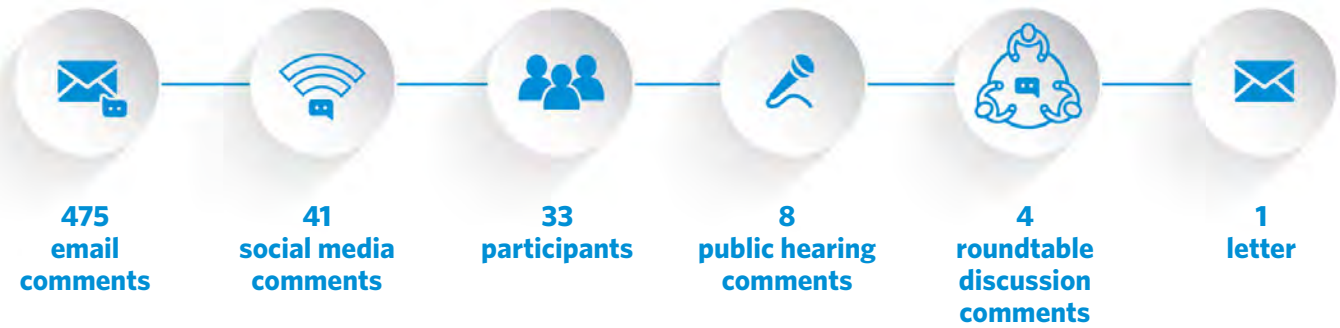 475
email
comments
41
social media
comments
33
participants
8
public hearing
comments
4
roundtable
discussion
comments
1
letter